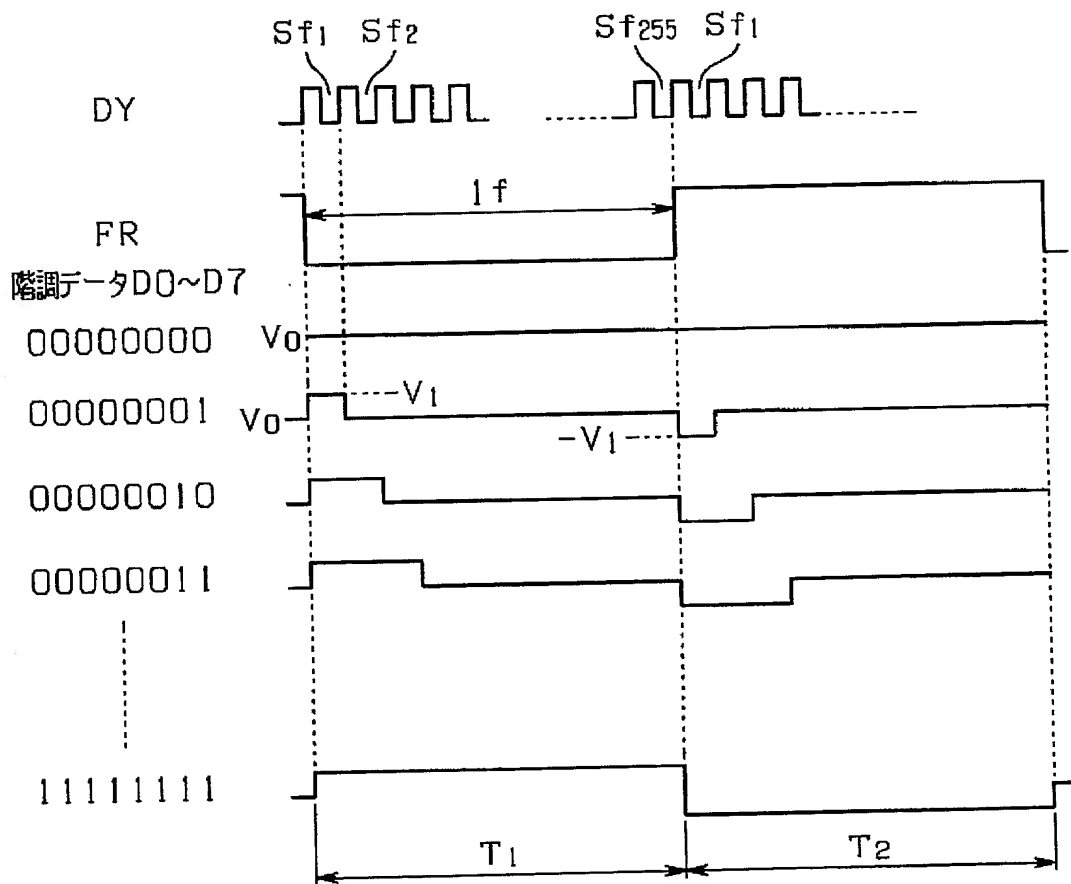 Sf1 Sf2 Sf255 Sf1
DY
1f
FR
階調データD0～D7
00000000 V0
V1
00000001 V0
-V1
00000010
00000011
11111111
T1 T2